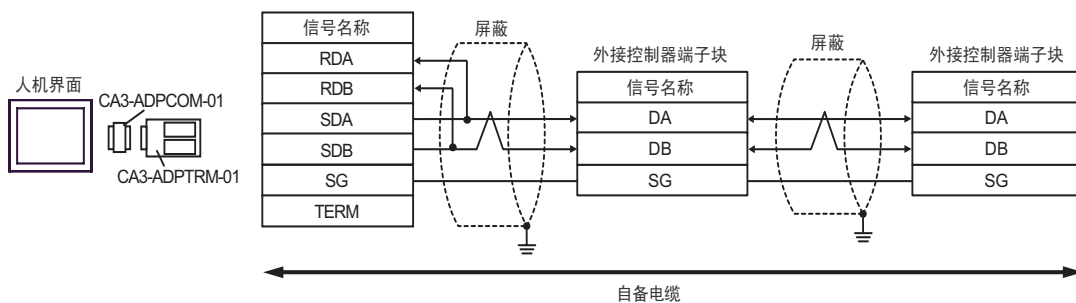 人机界面
CA3-ADPCOM-01
CA3-ADPTRM-01
信号名称
RDA
RDB
SDA
SDB
SG
TERM
屏蔽
外接控制器端子块
信号名称
DA
DB
SG
屏蔽
外接控制器端子块
信号名称
DA
DB
SG
自备电缆